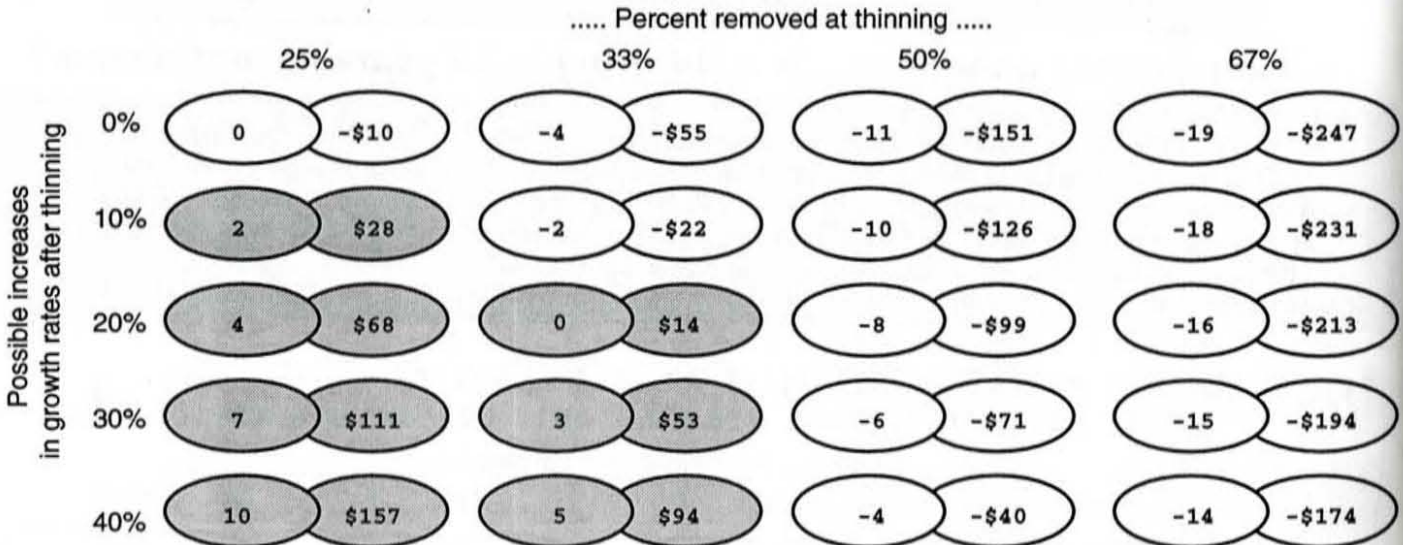 ..... Percent removed at thinning .....
25% 33% 50% 67%
Possible increases
in growth rates after thinning
0% 0 -$10 -4 -$55 -11 -$151 -19 -$247
10% 2 $28 -2 -$22 -10 -$126 -18 -$231
20% 4 $68 0 $14 -8 -$99 -16 -$213
30% 7 $111 3 $53 -6 -$71 -15 -$194
40% 10 $157 5 $94 -4 -$40 -14 -$174